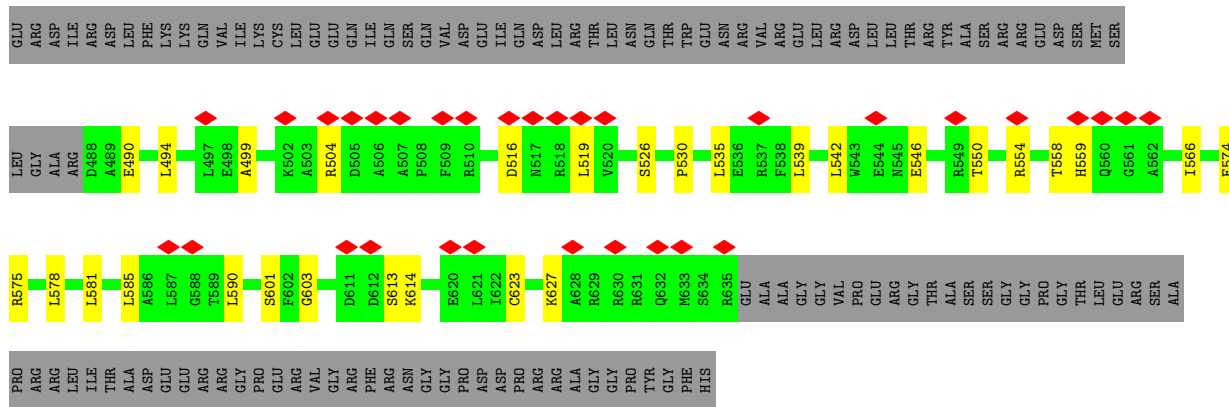 GLU ARG ASP ILE ARG ASP LEU PHE LYS LYS GLN VAL ILE LYS CYS LEU GLU GLU GLN ILE GLN SER GLN VAL ASP GLU ILE GLN ASP LEU ARG THR LEU ASN GLN THR TRP GLU ASN ARG VAL ARG GLU LEU ARG ASP LEU LEU THR ARG TYR ALA SER ARG ARG GLU ASP SER MET SER
LEU GLY ALA ARG D488 A489 E490 L494 L497 E498 A499 K502 A503 R504 D505 A506 A507 P508 F509 R510 D516 N517 R518 L519 V520 S526 P530 L535 E536 R537 F538 L539 L542 W543 E544 N545 E546 R549 T550 R554 T558 H559 Q560 G561 A562 I566 E574
R575 L578 L581 L585 A586 L587 G588 T589 L590 S601 F602 G603 D611 D612 S613 K614 E620 L621 I622 C623 K627 A628 R629 R630 R631 Q632 M633 S634 R635 GLU ALA ALA GLY GLY VAL PRO GLU ARG GLY THR ALA SER SER GLY GLY PRO GLY THR LEU GLU ARG SER ALA
PRO ARG ARG LEU ILE THR ALA ASP GLU GLU ARG ARG GLY PRO GLU ARG VAL GLY ARG PHE ARG ASN GLY GLY PRO ASP ASP PRO ARG ARG ALA GLY GLY PRO TYR GLY PHE HIS